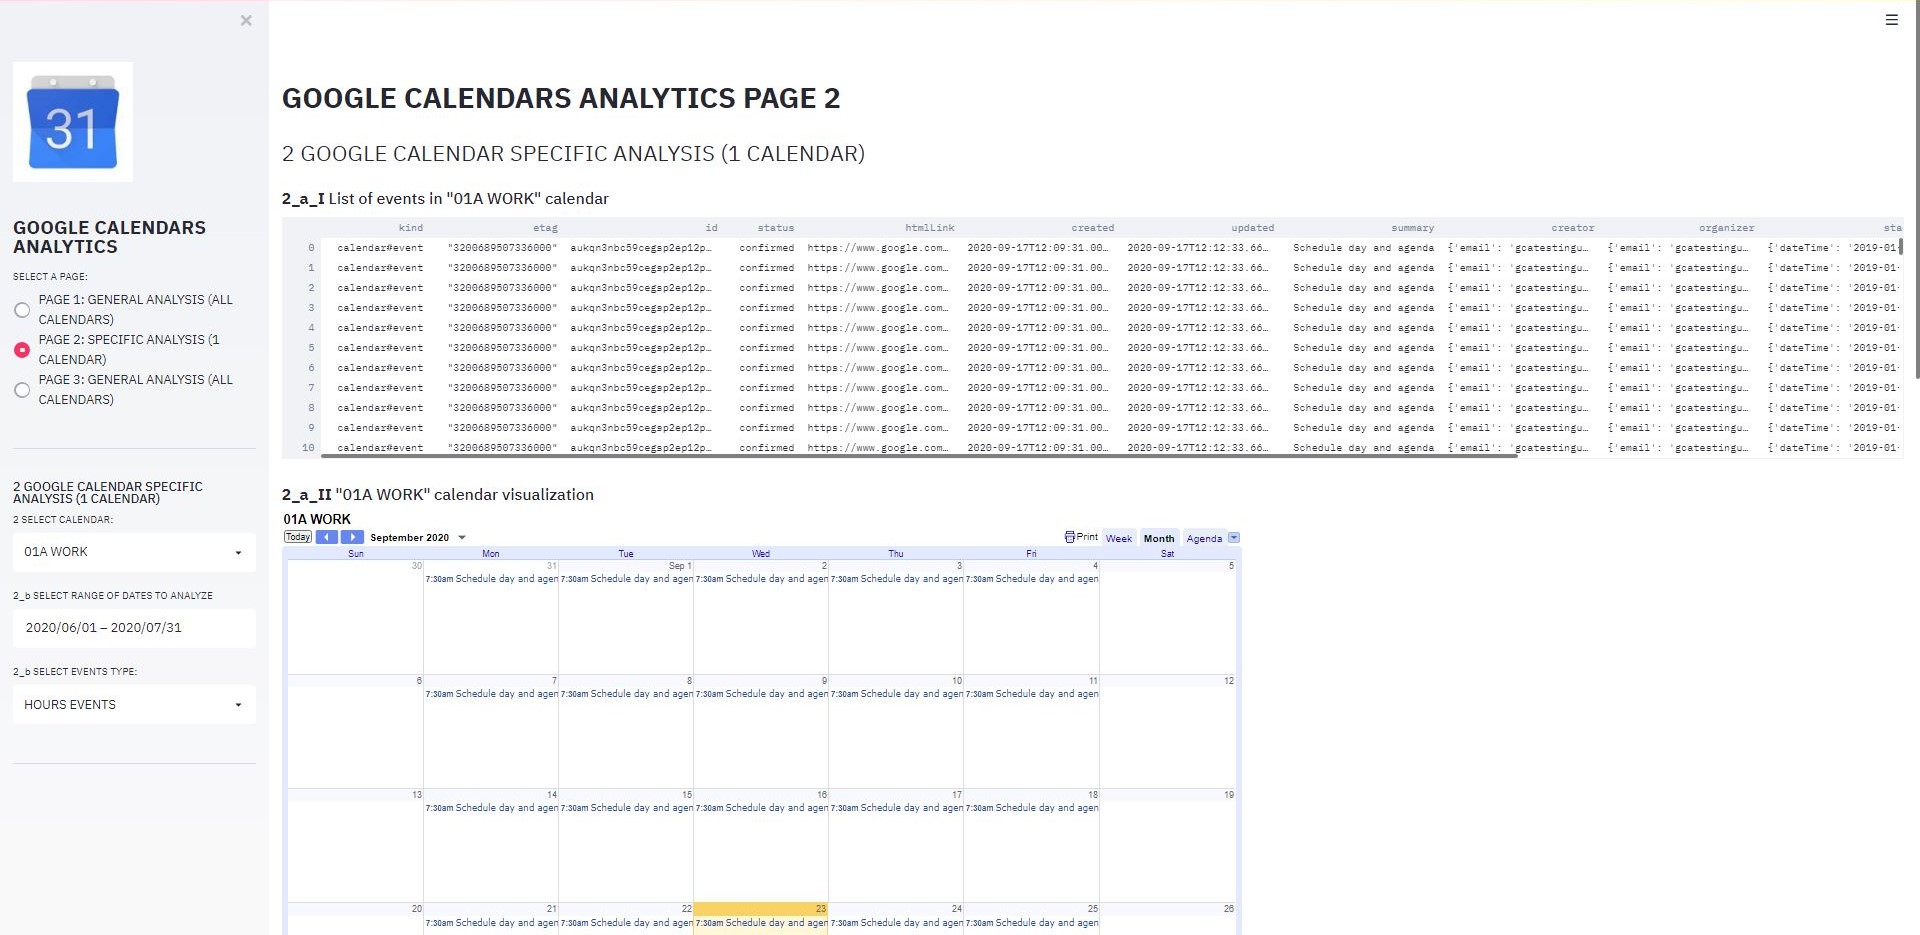 ×
☰
31
GOOGLE CALENDARS
ANALYTICS
SELECT A PAGE:
PAGE 1: GENERAL ANALYSIS (ALL
CALENDARS)
PAGE 2: SPECIFIC ANALYSIS (1
CALENDAR)
PAGE 3: GENERAL ANALYSIS (ALL
CALENDARS)
2 GOOGLE CALENDAR SPECIFIC
ANALYSIS (1 CALENDAR)
2 SELECT CALENDAR:
01A WORK
2_b SELECT RANGE OF DATES TO ANALYZE
2020/06/01 – 2020/07/31
2_b SELECT EVENTS TYPE:
HOURS EVENTS
GOOGLE CALENDARS ANALYTICS PAGE 2
2 GOOGLE CALENDAR SPECIFIC ANALYSIS (1 CALENDAR)
2_a_I List of events in "01A WORK" calendar
kind etag id status htmlLink created updated summary creator organizer sta
0 calendar#event "3200689507336000" aukqn3nbc59cegsp2ep12p… confirmed https://www.google.com… 2020-09-17T12:09:31.00… 2020-09-17T12:12:33.66… Schedule day and agenda {'email': 'gcatestingu… {'email': 'gcatestingu… {'dateTime': '2019-01-
1 calendar#event "3200689507336000" aukqn3nbc59cegsp2ep12p… confirmed https://www.google.com… 2020-09-17T12:09:31.00… 2020-09-17T12:12:33.66… Schedule day and agenda {'email': 'gcatestingu… {'email': 'gcatestingu… {'dateTime': '2019-01-
2 calendar#event "3200689507336000" aukqn3nbc59cegsp2ep12p… confirmed https://www.google.com… 2020-09-17T12:09:31.00… 2020-09-17T12:12:33.66… Schedule day and agenda {'email': 'gcatestingu… {'email': 'gcatestingu… {'dateTime': '2019-01-
3 calendar#event "3200689507336000" aukqn3nbc59cegsp2ep12p… confirmed https://www.google.com… 2020-09-17T12:09:31.00… 2020-09-17T12:12:33.66… Schedule day and agenda {'email': 'gcatestingu… {'email': 'gcatestingu… {'dateTime': '2019-01-
4 calendar#event "3200689507336000" aukqn3nbc59cegsp2ep12p… confirmed https://www.google.com… 2020-09-17T12:09:31.00… 2020-09-17T12:12:33.66… Schedule day and agenda {'email': 'gcatestingu… {'email': 'gcatestingu… {'dateTime': '2019-01-
5 calendar#event "3200689507336000" aukqn3nbc59cegsp2ep12p… confirmed https://www.google.com… 2020-09-17T12:09:31.00… 2020-09-17T12:12:33.66… Schedule day and agenda {'email': 'gcatestingu… {'email': 'gcatestingu… {'dateTime': '2019-01-
6 calendar#event "3200689507336000" aukqn3nbc59cegsp2ep12p… confirmed https://www.google.com… 2020-09-17T12:09:31.00… 2020-09-17T12:12:33.66… Schedule day and agenda {'email': 'gcatestingu… {'email': 'gcatestingu… {'dateTime': '2019-01-
7 calendar#event "3200689507336000" aukqn3nbc59cegsp2ep12p… confirmed https://www.google.com… 2020-09-17T12:09:31.00… 2020-09-17T12:12:33.66… Schedule day and agenda {'email': 'gcatestingu… {'email': 'gcatestingu… {'dateTime': '2019-01-
8 calendar#event "3200689507336000" aukqn3nbc59cegsp2ep12p… confirmed https://www.google.com… 2020-09-17T12:09:31.00… 2020-09-17T12:12:33.66… Schedule day and agenda {'email': 'gcatestingu… {'email': 'gcatestingu… {'dateTime': '2019-01-
9 calendar#event "3200689507336000" aukqn3nbc59cegsp2ep12p… confirmed https://www.google.com… 2020-09-17T12:09:31.00… 2020-09-17T12:12:33.66… Schedule day and agenda {'email': 'gcatestingu… {'email': 'gcatestingu… {'dateTime': '2019-01-
10 calendar#event "3200689507336000" aukqn3nbc59cegsp2ep12p… confirmed https://www.google.com… 2020-09-17T12:09:31.00… 2020-09-17T12:12:33.66… Schedule day and agenda {'email': 'gcatestingu… {'email': 'gcatestingu… {'dateTime': '2019-01-
2_a_II "01A WORK" calendar visualization
01A WORK
Today September 2020 Print Week Month Agenda
Sun Mon Tue Wed Thu Fri Sat
30 31 Sep 1 2 3 4 5
7:30am Schedule day and agen 7:30am Schedule day and agen 7:30am Schedule day and agen 7:30am Schedule day and agen 7:30am Schedule day and agen
6 7 8 9 10 11 12
7:30am Schedule day and agen 7:30am Schedule day and agen 7:30am Schedule day and agen 7:30am Schedule day and agen 7:30am Schedule day and agen
13 14 15 16 17 18 19
7:30am Schedule day and agen 7:30am Schedule day and agen 7:30am Schedule day and agen 7:30am Schedule day and agen 7:30am Schedule day and agen
20 21 22 23 24 25 26
7:30am Schedule day and agen 7:30am Schedule day and agen 7:30am Schedule day and agen 7:30am Schedule day and agen 7:30am Schedule day and agen